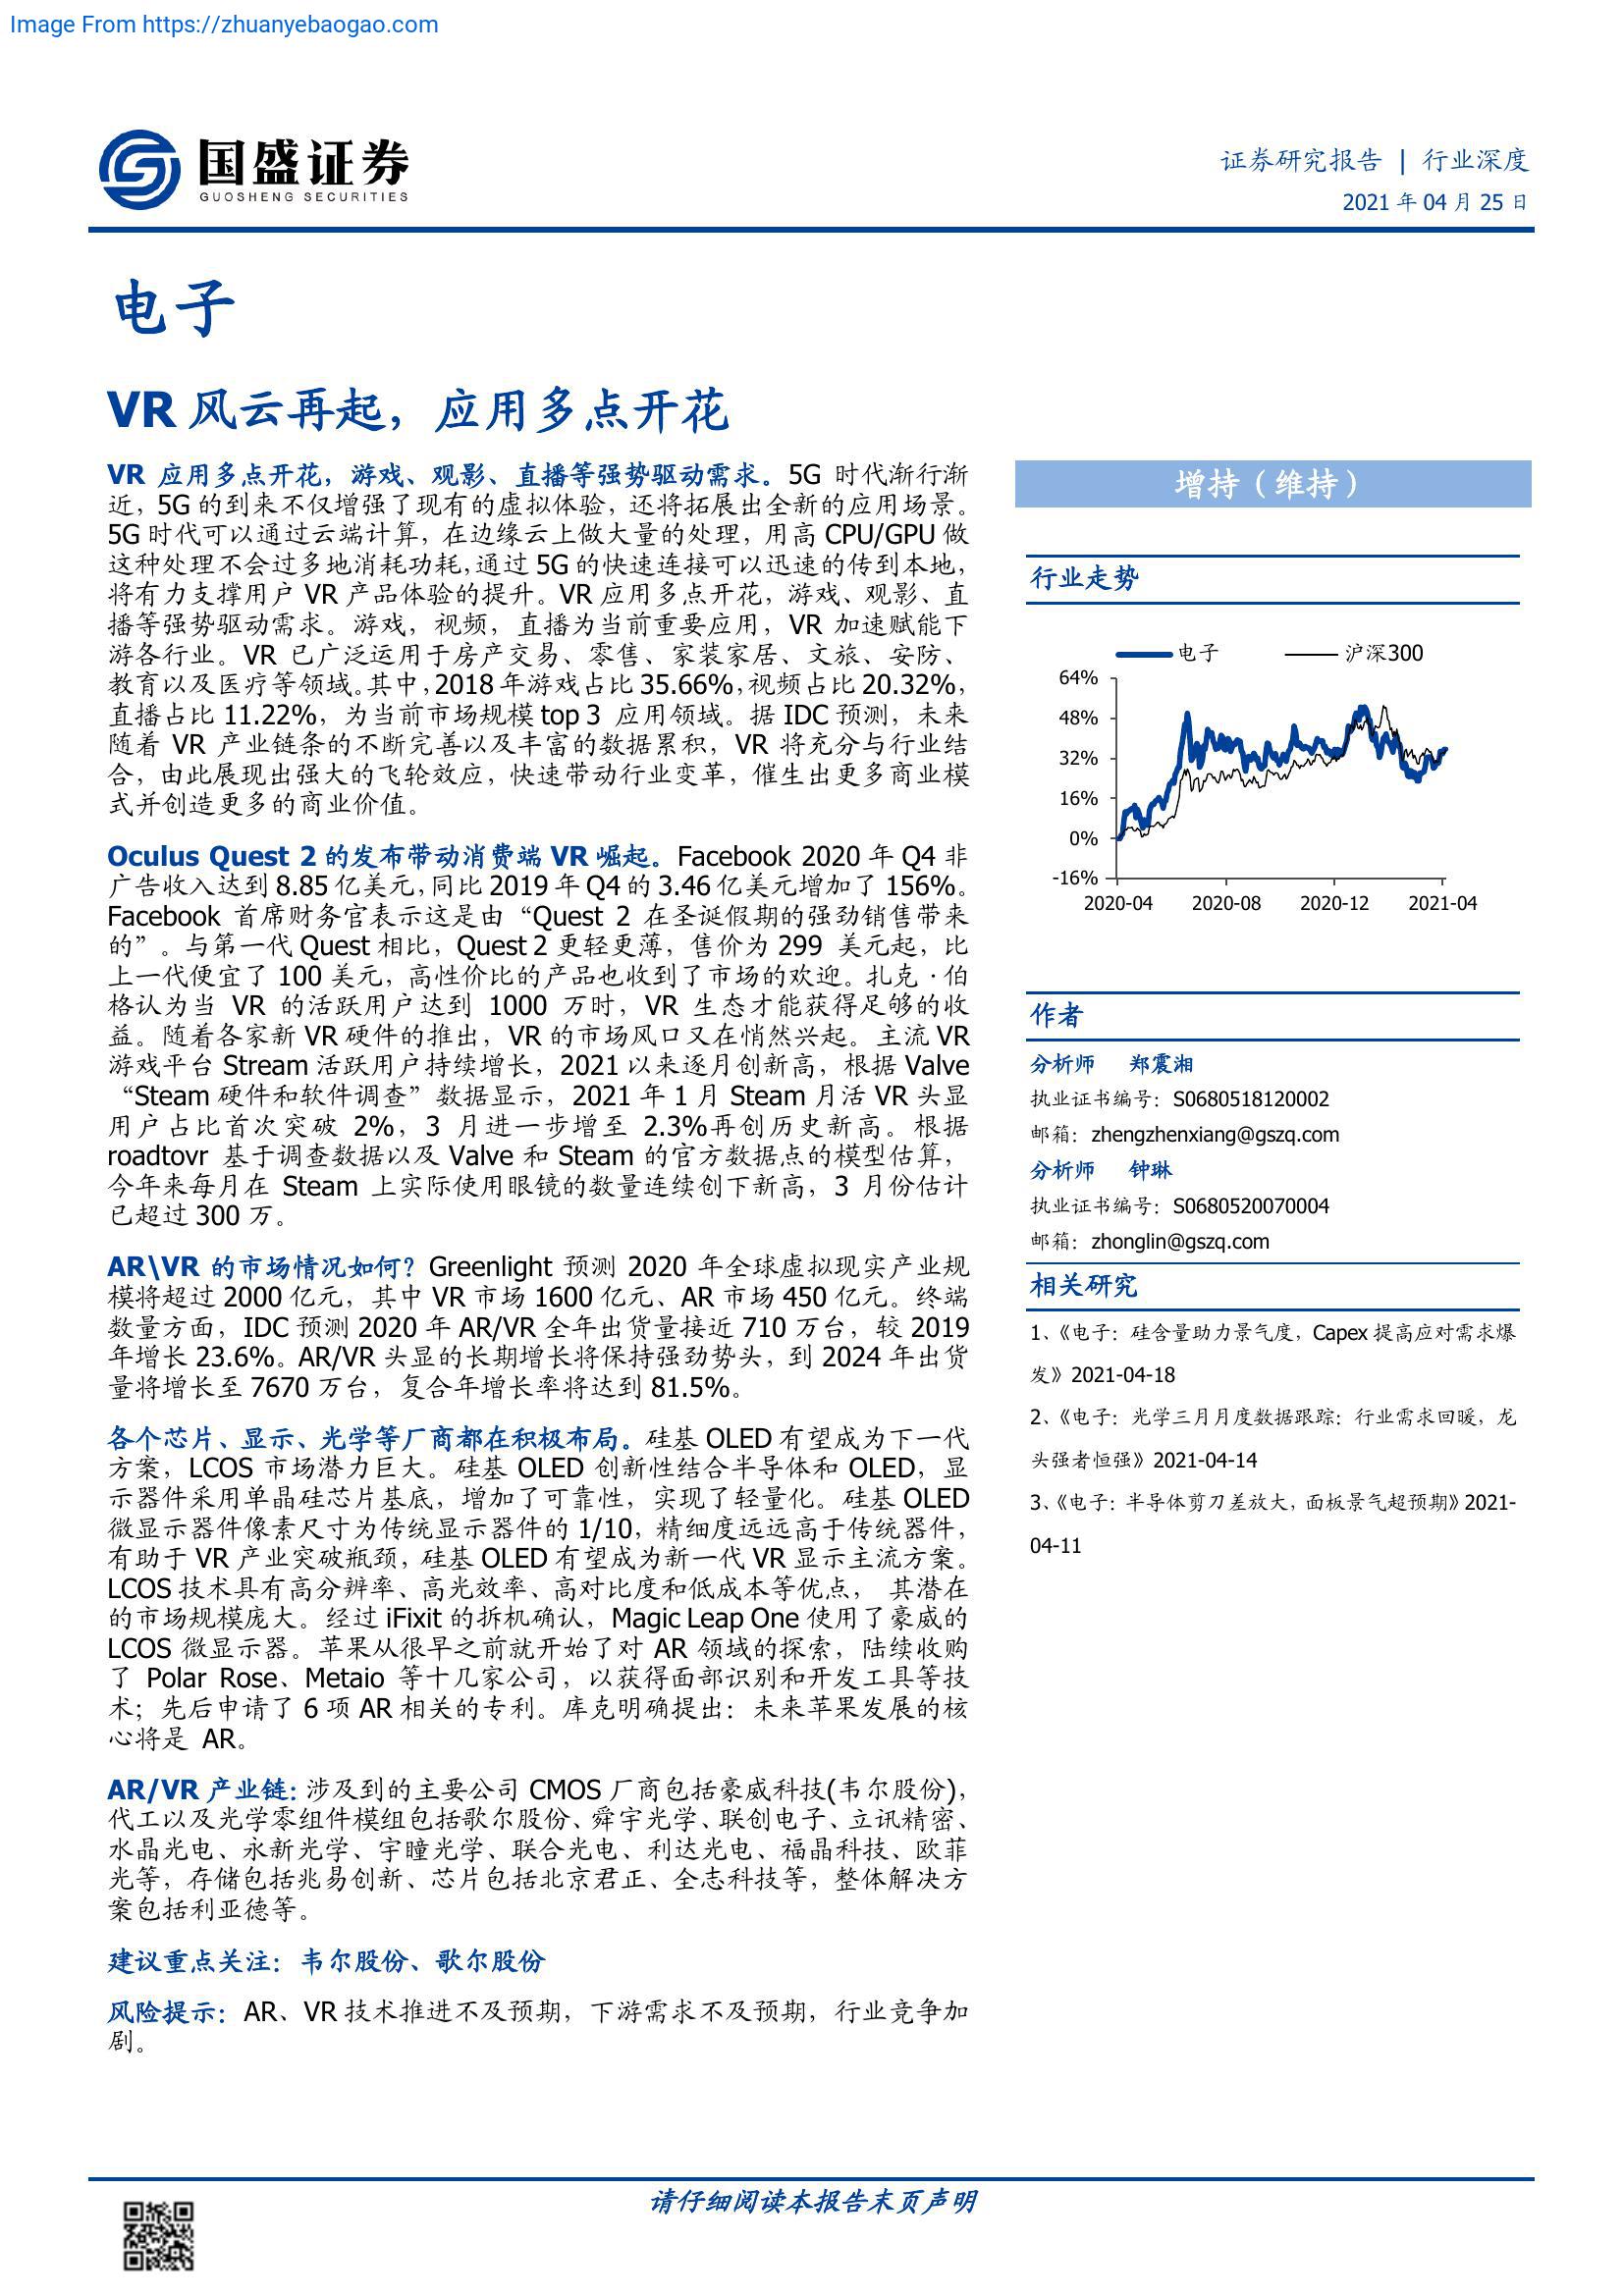 Image From https://zhuanyebaogao.com
国盛证券
GUOSHENG SECURITIES
证券研究报告 | 行业深度
2021 年 04 月 25 日
电子
VR 风云再起，应用多点开花
VR 应用多点开花，游戏、观影、直播等强势驱动需求。5G 时代渐行渐
近，5G 的到来不仅增强了现有的虚拟体验，还将拓展出全新的应用场景。
5G 时代可以通过云端计算，在边缘云上做大量的处理，用高 CPU/GPU 做
这种处理不会过多地消耗功耗，通过 5G 的快速连接可以迅速的传到本地，
将有力支撑用户 VR 产品体验的提升。VR 应用多点开花，游戏、观影、直
播等强势驱动需求。游戏，视频，直播为当前重要应用，VR 加速赋能下
游各行业。VR 已广泛运用于房产交易、零售、家装家居、文旅、安防、
教育以及医疗等领域。其中，2018 年游戏占比 35.66%，视频占比 20.32%，
直播占比 11.22%，为当前市场规模 top 3 应用领域。据 IDC 预测，未来
随着 VR 产业链条的不断完善以及丰富的数据累积，VR 将充分与行业结
合，由此展现出强大的飞轮效应，快速带动行业变革，催生出更多商业模
式并创造更多的商业价值。
Oculus Quest 2 的发布带动消费端 VR 崛起。Facebook 2020 年 Q4 非
广告收入达到 8.85 亿美元，同比 2019 年 Q4 的 3.46 亿美元增加了 156%。
Facebook 首席财务官表示这是由“Quest 2 在圣诞假期的强劲销售带来
的”。与第一代 Quest 相比，Quest 2 更轻更薄，售价为 299 美元起，比
上一代便宜了 100 美元，高性价比的产品也收到了市场的欢迎。扎克·伯
格认为当 VR 的活跃用户达到 1000 万时，VR 生态才能获得足够的收
益。随着各家新 VR 硬件的推出，VR 的市场风口又在悄然兴起。主流 VR
游戏平台 Stream 活跃用户持续增长，2021 以来逐月创新高，根据 Valve
“Steam 硬件和软件调查”数据显示，2021 年 1 月 Steam 月活 VR 头显
用户占比首次突破 2%，3 月进一步增至 2.3%再创历史新高。根据
roadtovr 基于调查数据以及 Valve 和 Steam 的官方数据点的模型估算，
今年来每月在 Steam 上实际使用眼镜的数量连续创下新高，3 月份估计
已超过 300 万。
AR\VR 的市场情况如何？Greenlight 预测 2020 年全球虚拟现实产业规
模将超过 2000 亿元，其中 VR 市场 1600 亿元、AR 市场 450 亿元。终端
数量方面，IDC 预测 2020 年 AR/VR 全年出货量接近 710 万台，较 2019
年增长 23.6%。AR/VR 头显的长期增长将保持强劲势头，到 2024 年出货
量将增长至 7670 万台，复合年增长率将达到 81.5%。
各个芯片、显示、光学等厂商都在积极布局。硅基 OLED 有望成为下一代
方案，LCOS 市场潜力巨大。硅基 OLED 创新性结合半导体和 OLED，显
示器件采用单晶硅芯片基底，增加了可靠性，实现了轻量化。硅基 OLED
微显示器件像素尺寸为传统显示器件的 1/10，精细度远远高于传统器件，
有助于 VR 产业突破瓶颈，硅基 OLED 有望成为新一代 VR 显示主流方案。
LCOS 技术具有高分辨率、高光效率、高对比度和低成本等优点， 其潜在
的市场规模庞大。经过 iFixit 的拆机确认，Magic Leap One 使用了豪威的
LCOS 微显示器。苹果从很早之前就开始了对 AR 领域的探索，陆续收购
了 Polar Rose、Metaio 等十几家公司，以获得面部识别和开发工具等技
术；先后申请了 6 项 AR 相关的专利。库克明确提出：未来苹果发展的核
心将是 AR。
AR/VR 产业链：涉及到的主要公司 CMOS 厂商包括豪威科技(韦尔股份)，
代工以及光学零组件模组包括歌尔股份、舜宇光学、联创电子、立讯精密、
水晶光电、永新光学、宇瞳光学、联合光电、利达光电、福晶科技、欧菲
光等，存储包括兆易创新、芯片包括北京君正、全志科技等，整体解决方
案包括利亚德等。
建议重点关注：韦尔股份、歌尔股份
风险提示：AR、VR 技术推进不及预期，下游需求不及预期，行业竞争加
剧。
增持（维持）
行业走势
电子 沪深300
64%
48%
32%
16%
0%
-16%
2020-04 2020-08 2020-12 2021-04
作者
分析师 郑震湘
执业证书编号：S0680518120002
邮箱：zhengzhenxiang@gszq.com
分析师 钟琳
执业证书编号：S0680520070004
邮箱：zhonglin@gszq.com
相关研究
1、《电子：硅含量助力景气度，Capex 提高应对需求爆
发》2021-04-18
2、《电子：光学三月月度数据跟踪：行业需求回暖，龙
头强者恒强》2021-04-14
3、《电子：半导体剪刀差放大，面板景气超预期》2021-
04-11
请仔细阅读本报告末页声明